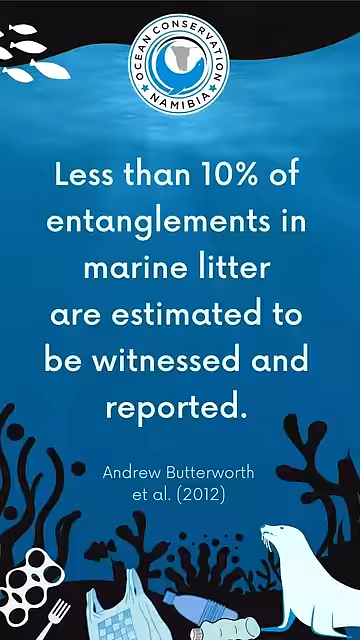 OCEAN CONSERVATION
NAMIBIA
Less than 10% of
entanglements in
marine litter
are estimated to
be witnessed and
reported.
Andrew Butterworth
et al. (2012)